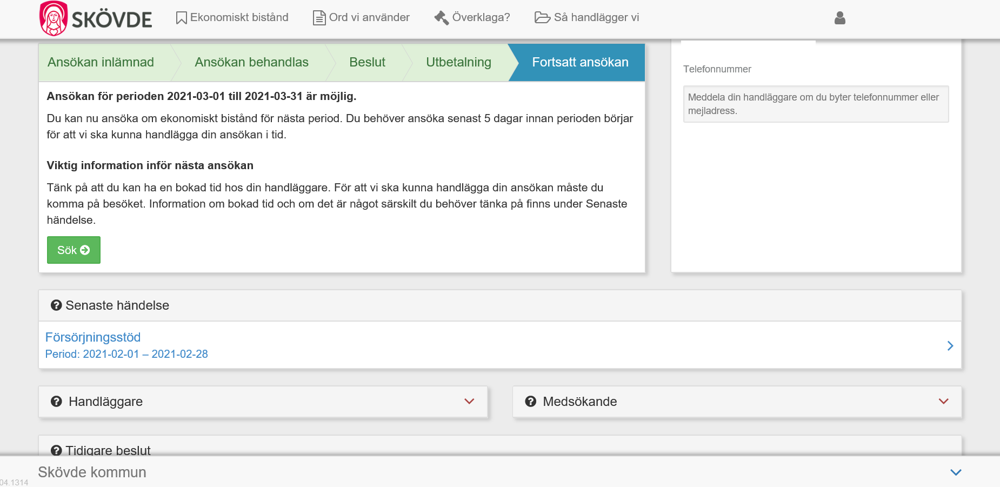 SKÖVDE
Ekonomiskt bistånd
Ord vi använder
Överklaga?
Så handlägger vi
Ansökan inlämnad
Ansökan behandlas
Beslut
Utbetalning
Fortsatt ansökan
Ansökan för perioden 2021-03-01 till 2021-03-31 är möjlig.
Du kan nu ansöka om ekonomiskt bistånd för nästa period. Du behöver ansöka senast 5 dagar innan perioden börjar
för att vi ska kunna handlägga din ansökan i tid.
Viktig information inför nästa ansökan
Tänk på att du kan ha en bokad tid hos din handläggare. För att vi ska kunna handlägga din ansökan måste du
komma på besöket. Information om bokad tid och om det är något särskilt du behöver tänka på finns under Senaste
händelse.
Sök
Telefonnummer
Meddela din handläggare om du byter telefonnummer eller
mejladress.
Senaste händelse
Försörjningsstöd
Period: 2021-02-01 – 2021-02-28
Handläggare
Medsökande
Tidigare beslut
Skövde kommun
04.1314